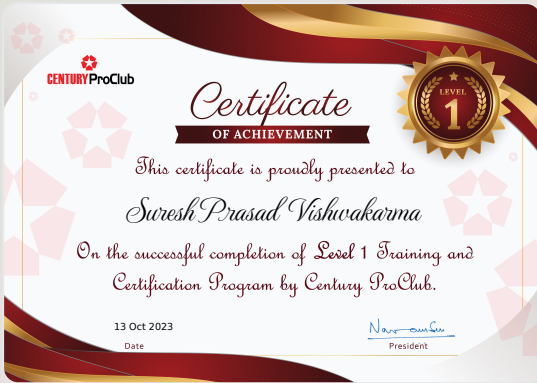 CENTURY ProClub
LEVEL
1
Certificate
OF ACHIEVEMENT
This certificate is proudly presented to
Suresh Prasad Vishwakarma
On the successful completion of Level 1 Training and
Certification Program by Century ProClub.
13 Oct 2023
Date
President